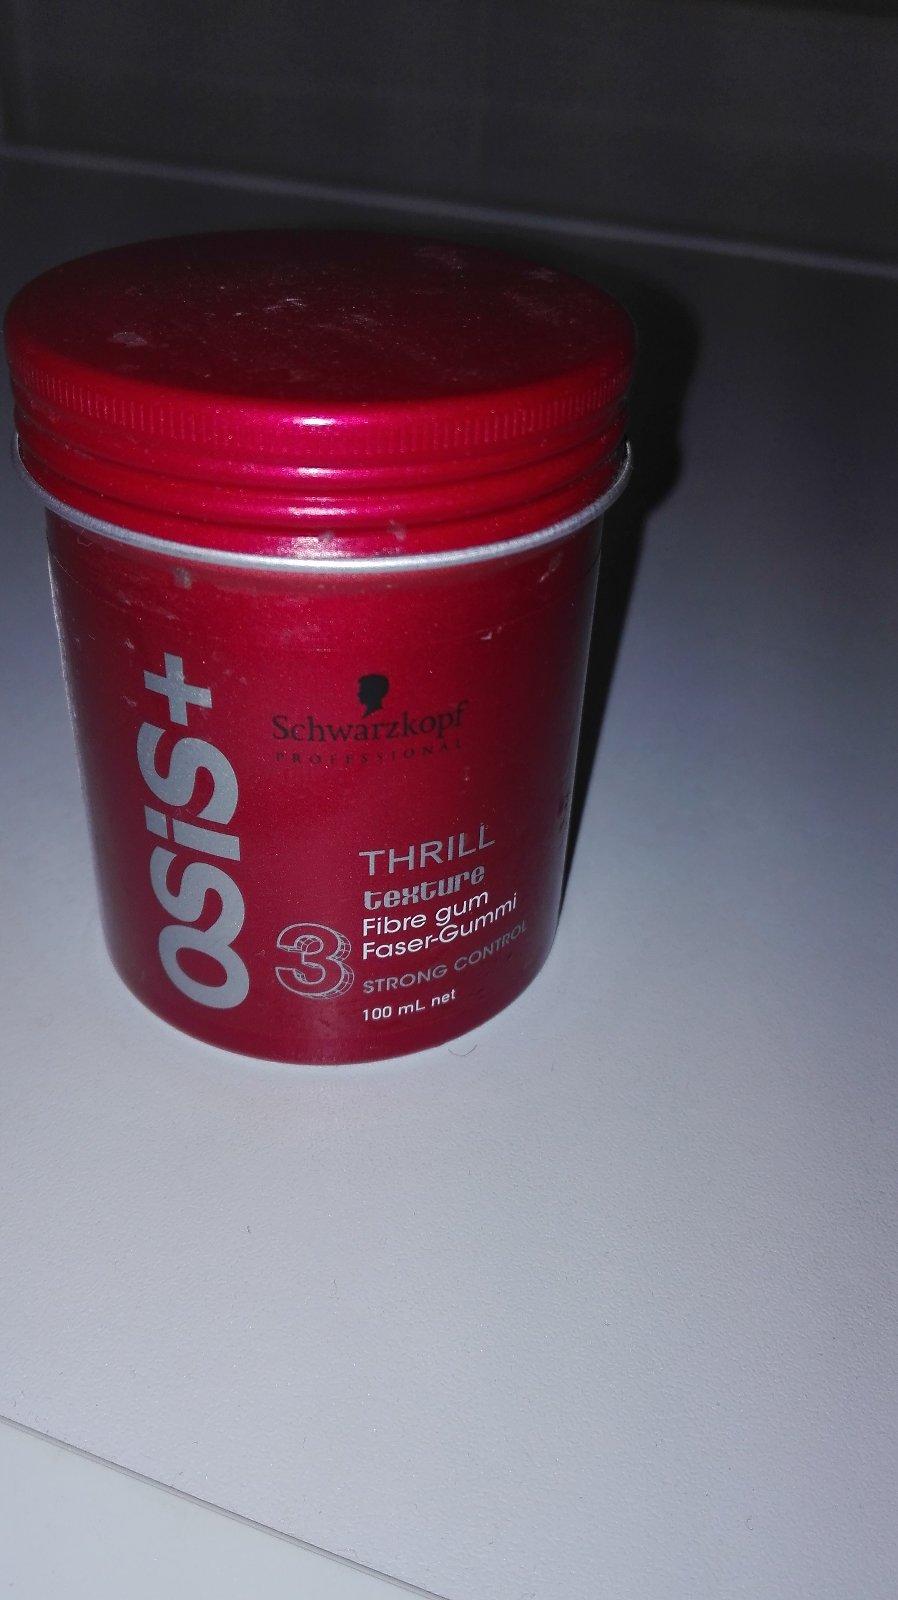 OSiS+
Schwarzkopf
PROFESSIONAL
THRILL
texture
Fibre gum
Faser-Gummi
3
STRONG CONTROL
100 mL net